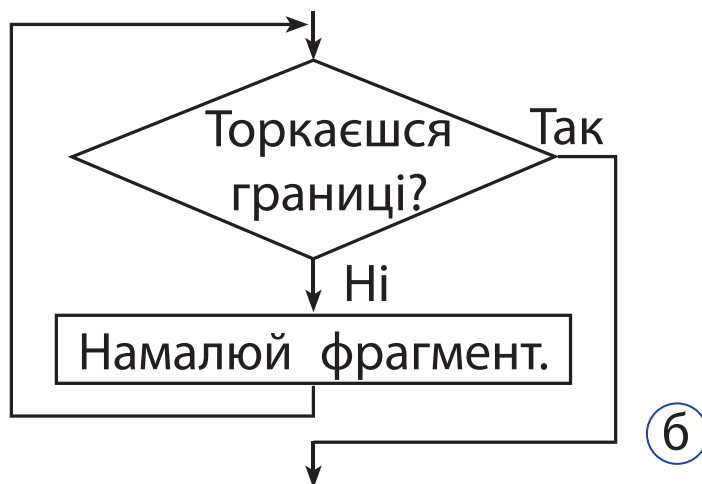 Торкаєшся
границі?
Так
Ні
Намалюй фрагмент.
б